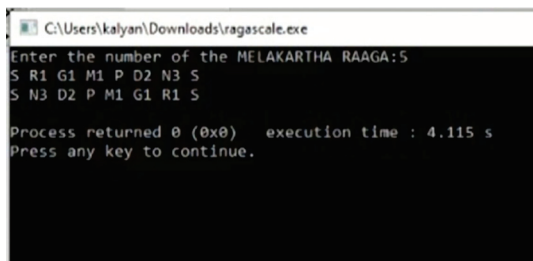 C:\Users\kalyan\Downloads\ragascale.exe
Enter the number of the MELAKARTHA RAAGA:5
S R1 G1 M1 P D2 N3 S
S N3 D2 P M1 G1 R1 S
Process returned 0 (0x0)   execution time : 4.115 s
Press any key to continue.